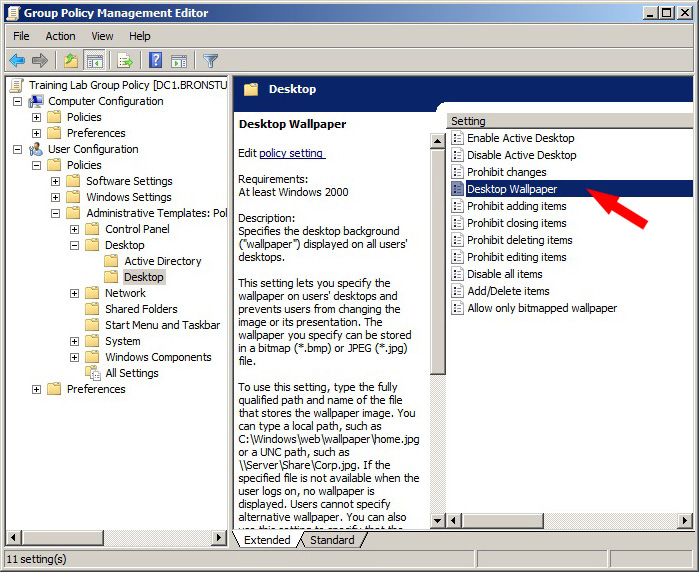 Group Policy Management Editor
File Action View Help
Training Lab Group Policy [DC1.BRONSTU
Computer Configuration
Policies
Preferences
User Configuration
Policies
Software Settings
Windows Settings
Administrative Templates: Pol
Control Panel
Desktop
Active Directory
Desktop
Network
Shared Folders
Start Menu and Taskbar
System
Windows Components
All Settings
Preferences
Desktop
Desktop Wallpaper
Edit policy setting
Requirements:
At least Windows 2000
Description:
Specifies the desktop background
("wallpaper") displayed on all users'
desktops.
This setting lets you specify the
wallpaper on users' desktops and
prevents users from changing the
image or its presentation. The
wallpaper you specify can be stored
in a bitmap (*.bmp) or JPEG (*.jpg)
file.
To use this setting, type the fully
qualified path and name of the file
that stores the wallpaper image. You
can type a local path, such as
C:\Windows\web\wallpaper\home.jpg
or a UNC path, such as
\\Server\Share\Corp.jpg. If the
specified file is not available when the
user logs on, no wallpaper is
displayed. Users cannot specify
alternative wallpaper. You can also
use this setting to specify that the
Setting
Enable Active Desktop
Disable Active Desktop
Prohibit changes
Desktop Wallpaper
Prohibit adding items
Prohibit closing items
Prohibit deleting items
Prohibit editing items
Disable all items
Add/Delete items
Allow only bitmapped wallpaper
Extended Standard
11 setting(s)